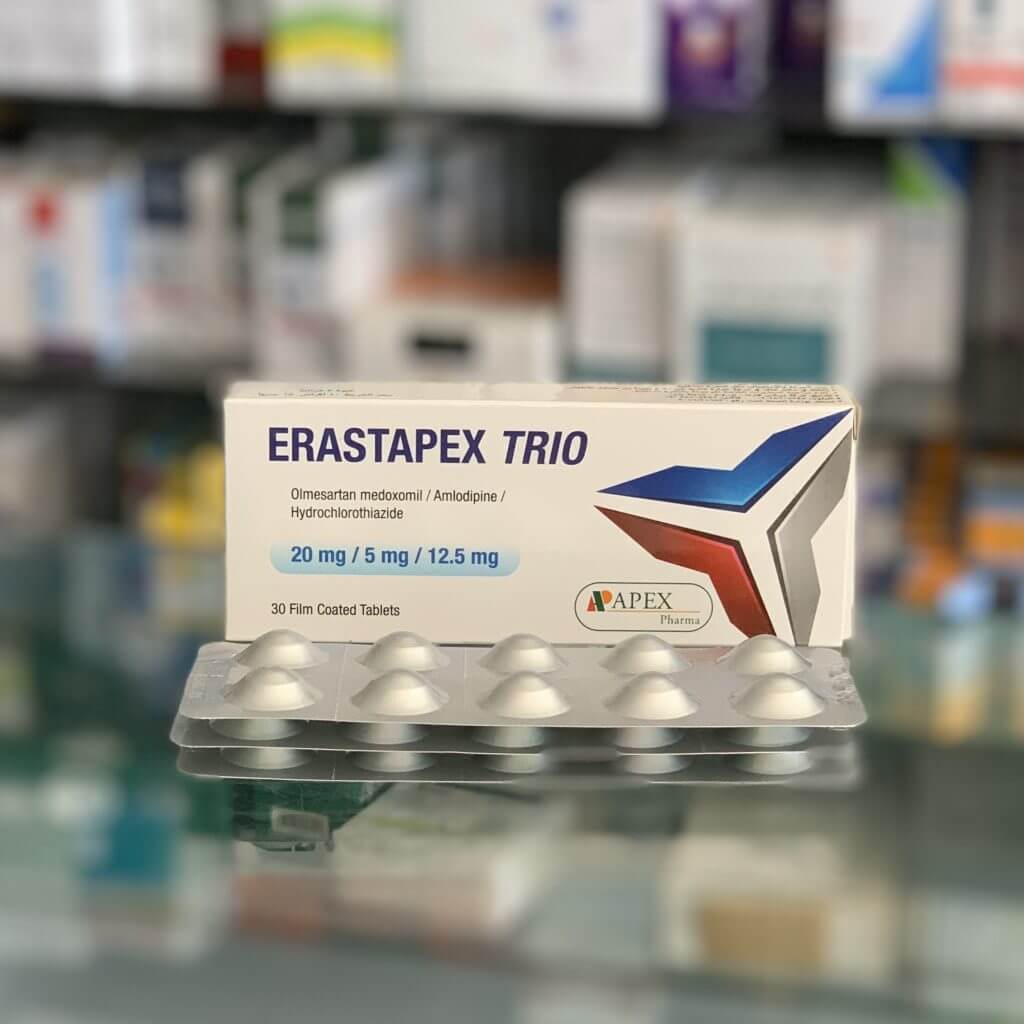 ERASTAPEX TRIO
Olmesartan medoxomil / Amlodipine /
Hydrochlorothiazide
20 mg / 5 mg / 12.5 mg
30 Film Coated Tablets
APEX
Pharma